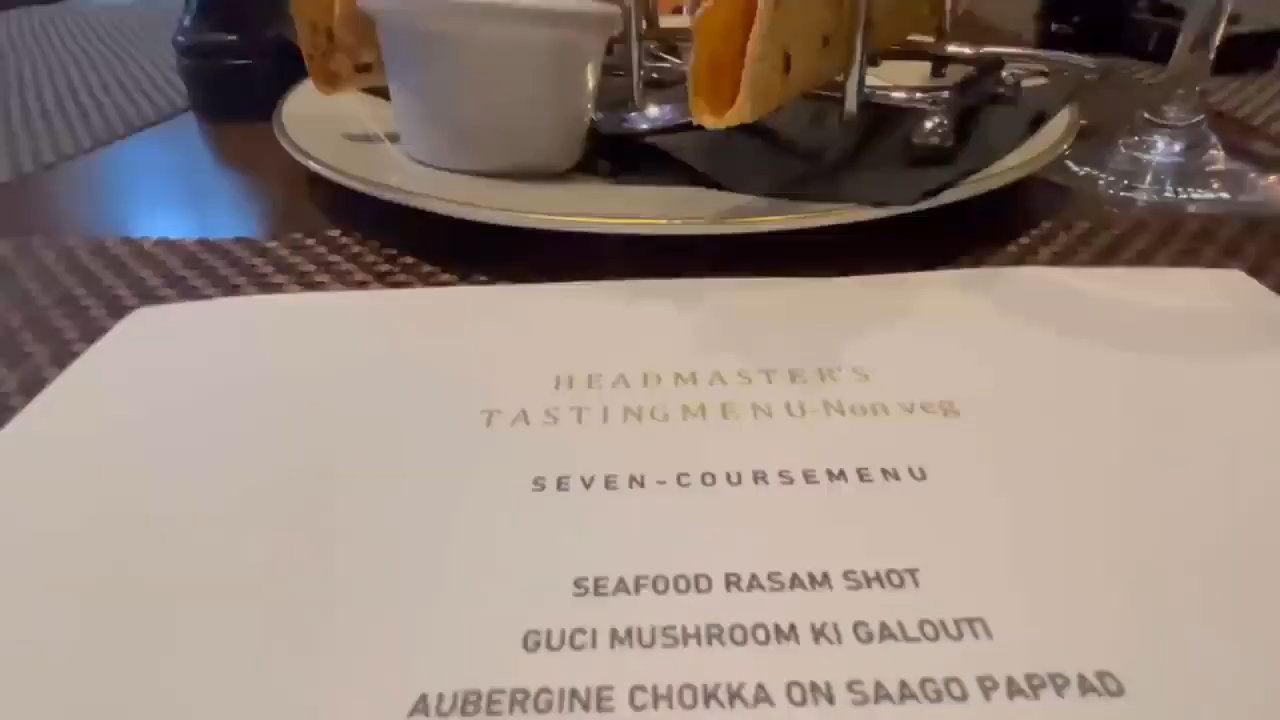 HEADMASTER'S
TASTINGMENU-Non veg
SEVEN-COURSEMENU
SEAFOOD RASAM SHOT
GUCI MUSHROOM KI GALOUTI
AUBERGINE CHOKKA ON SAAGO PAPPAD